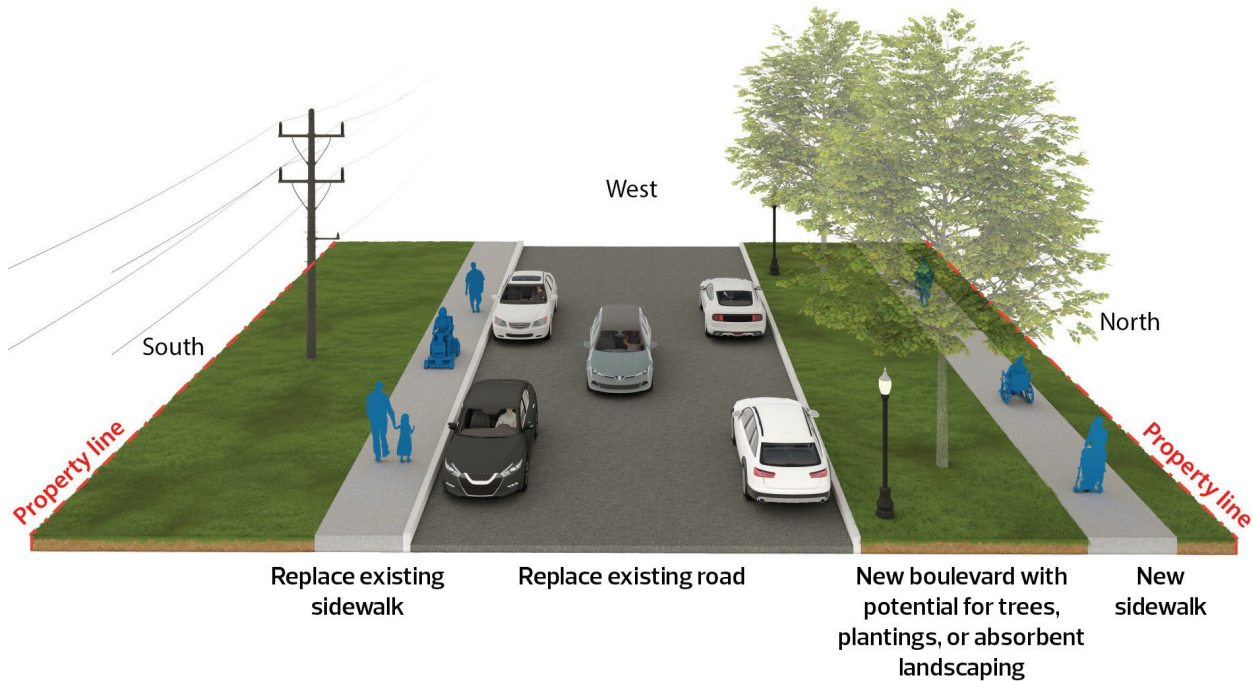 West
South
North
Property line
Property line
Replace existing
sidewalk
Replace existing road
New boulevard with
potential for trees,
plantings, or absorbent
landscaping
New
sidewalk